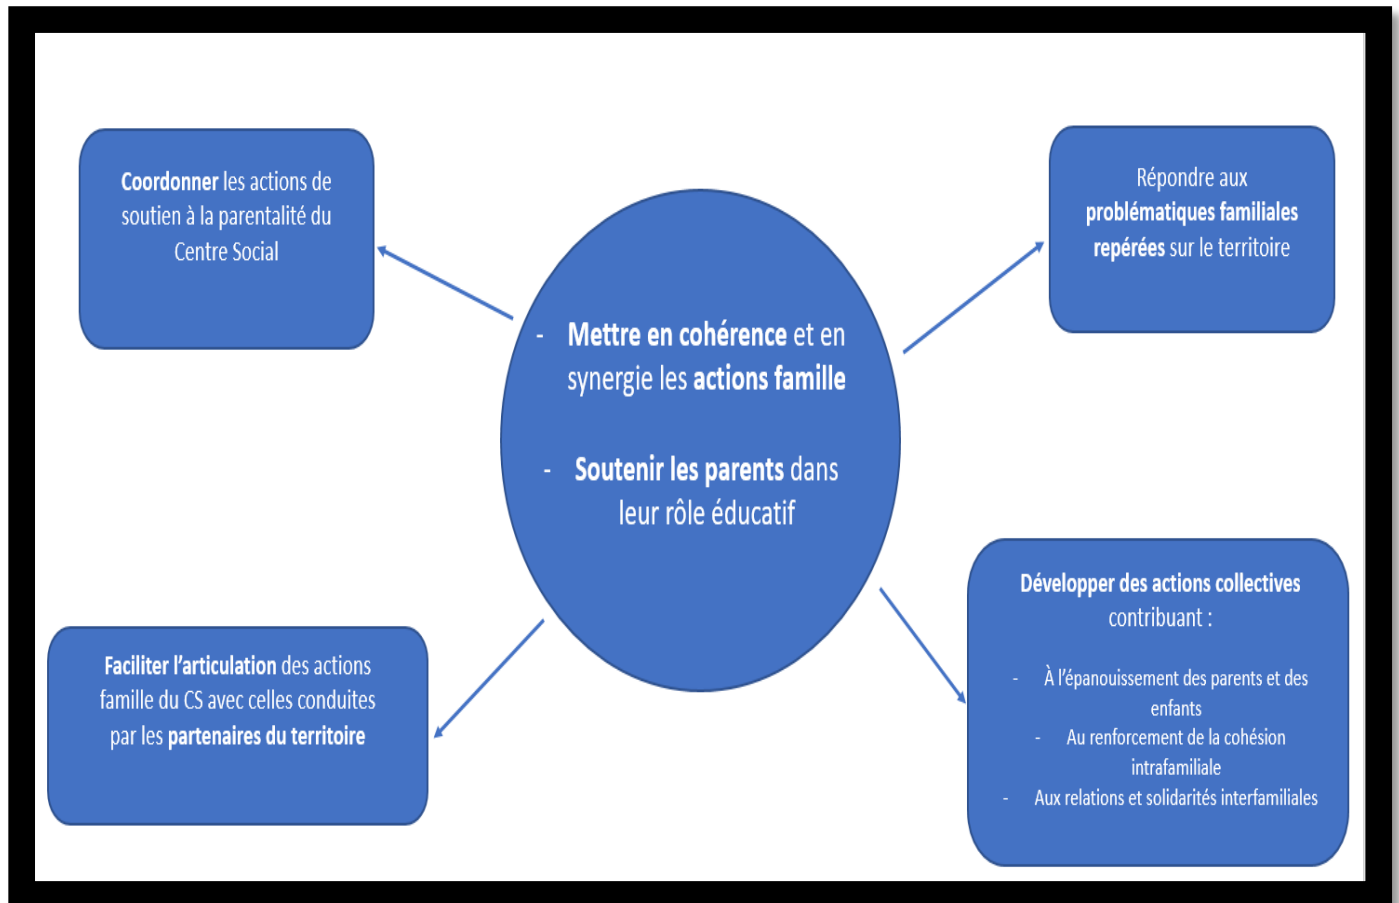 Coordonner les actions de
soutien à la parentalité du
Centre Social
Répondre aux
problématiques familiales
repérées sur le territoire
- Mettre en cohérence et en
synergie les actions famille
- Soutenir les parents dans
leur rôle éducatif
Faciliter l’articulation des actions
famille du CS avec celles conduites
par les partenaires du territoire
Développer des actions collectives
contribuant :
- À l’épanouissement des parents et des
enfants
- Au renforcement de la cohésion
intrafamiliale
- Aux relations et solidarités interfamiliales